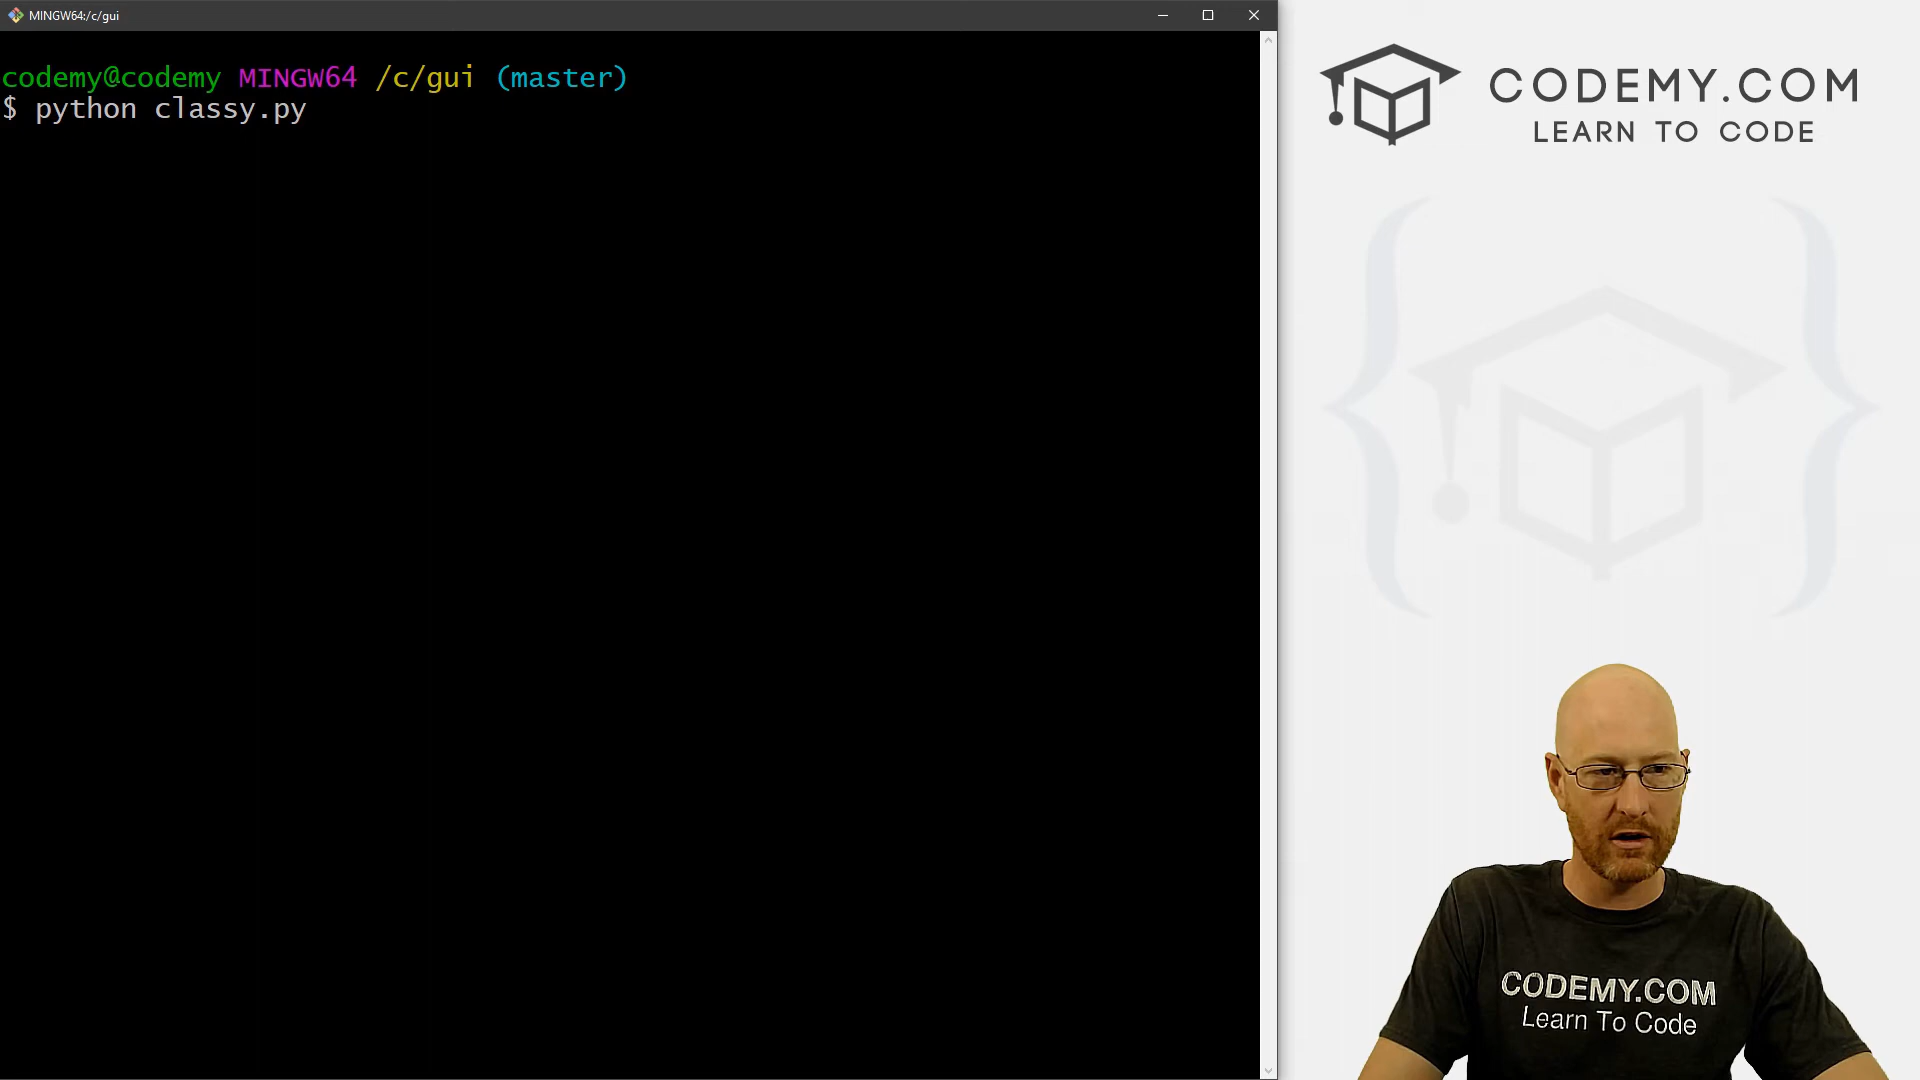 MINGW64:/c/gui
codemy@codemy MINGW64 /c/gui (master)
$ python classy.py
CODEMY.COM
LEARN TO CODE
CODEMY.COM
Learn To Code